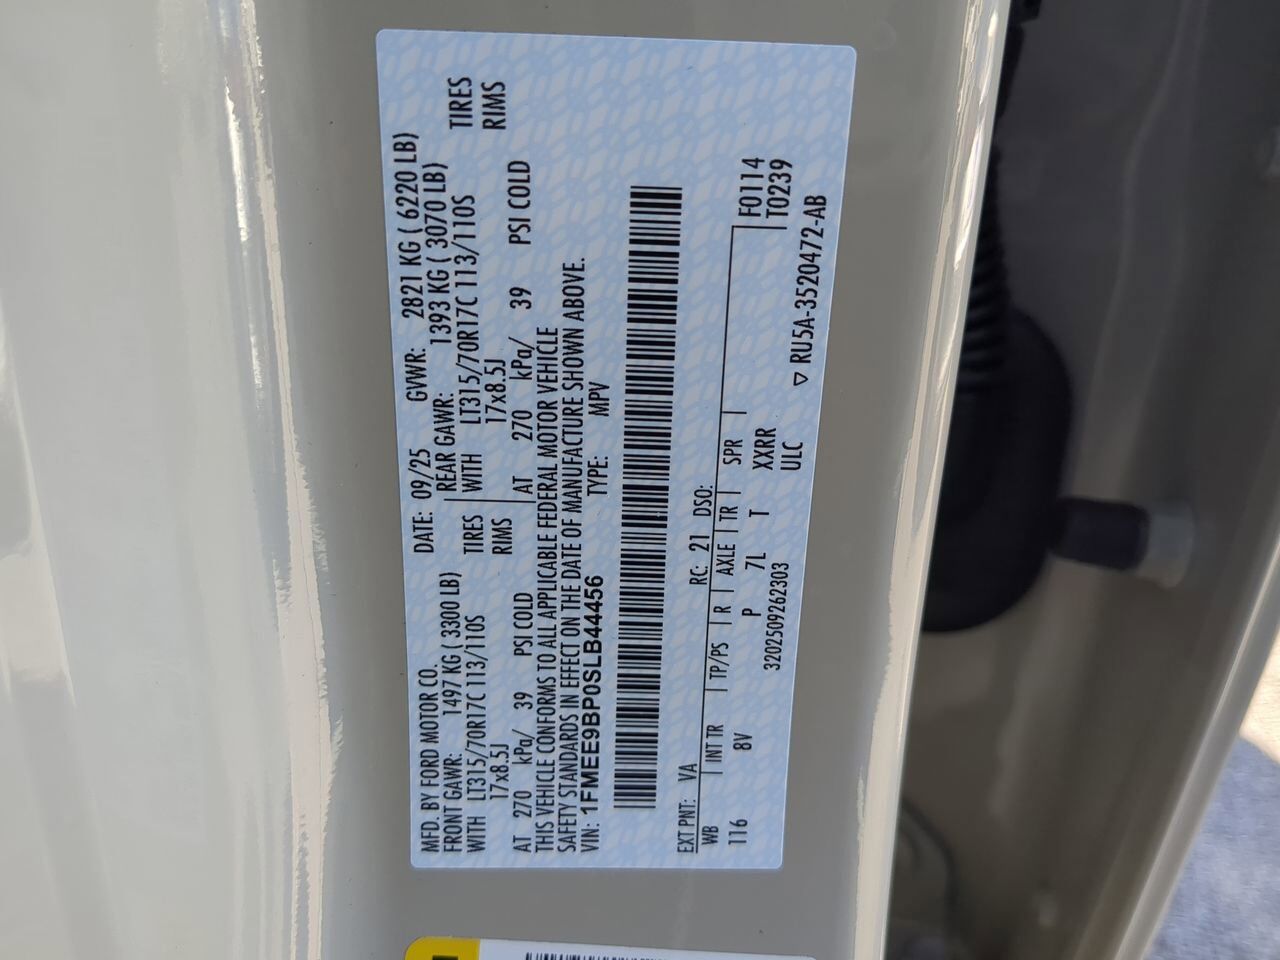 MFD. BY FORD MOTOR CO. DATE: 09/25 GVWR: 2821 KG ( 6220 LB)
FRONT GAWR: 1497 KG ( 3300 LB) REAR GAWR: 1393 KG ( 3070 LB)
WITH LT315/70R17C 113/110S TIRES WITH LT315/70R17C 113/110S TIRES
17x8.5J RIMS 17x8.5J RIMS
AT 270 kPa/ 39 PSI COLD AT 270 kPa/ 39 PSI COLD
THIS VEHICLE CONFORMS TO ALL APPLICABLE FEDERAL MOTOR VEHICLE
SAFETY STANDARDS IN EFFECT ON THE DATE OF MANUFACTURE SHOWN ABOVE.
VIN: 1FMEE9BP0SLB44456 TYPE: MPV
EXT PNT: VA RC: 21 DSO:
WB INT TR TP/PS R AXLE TR SPR F0114
116 8V P 7L T XXRR T0239
3202509262303 ULC
▽ RU5A-3520472-AB